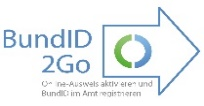 BundID
2Go
Online-Ausweis aktivieren und
BundID im Amt registrieren